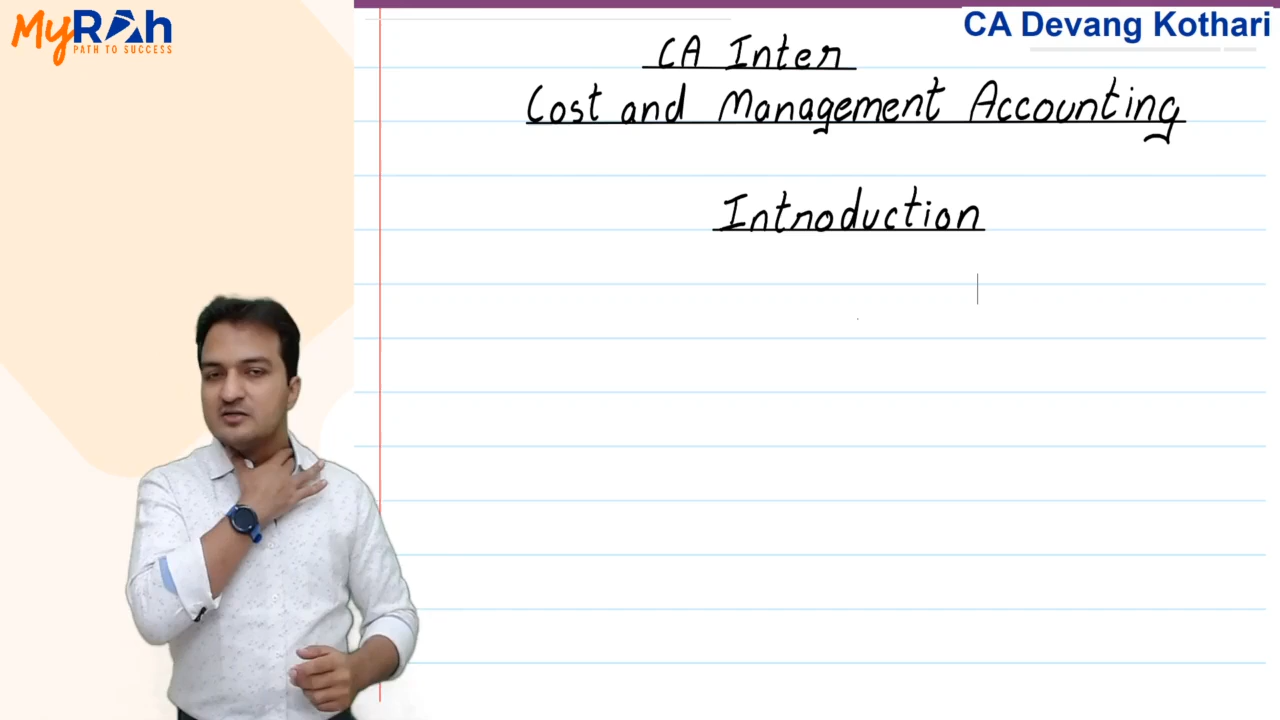 MyRAh
PATH TO SUCCESS
CA Devang Kothari
CA Inter
Cost and Management Accounting
Introduction